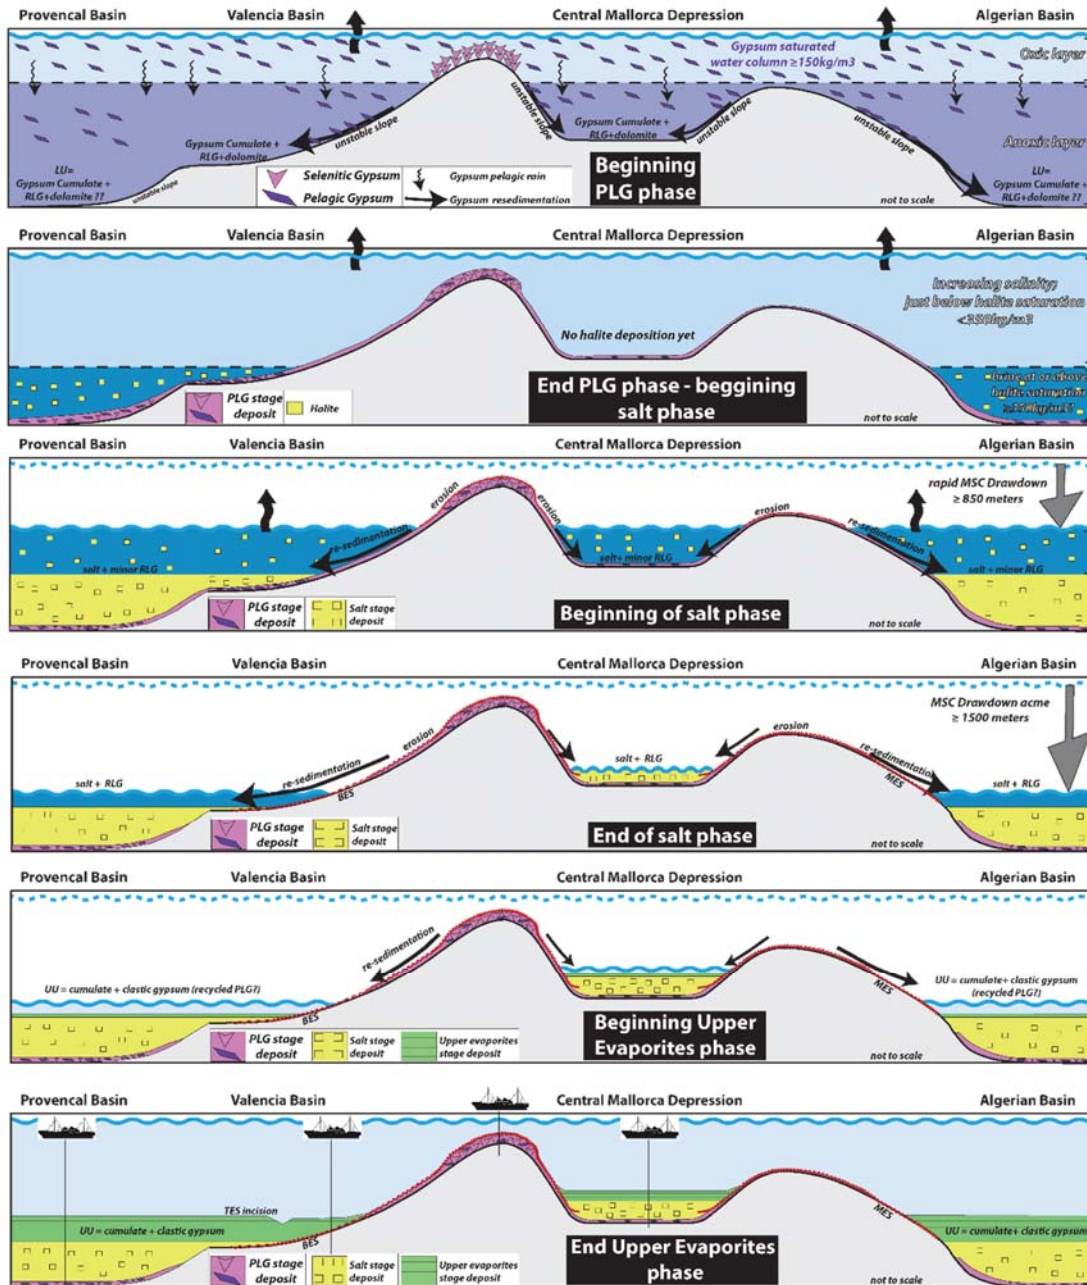 Provencal Basin Valencia Basin Central Mallorca Depression Algerian Basin
Gypsum saturated
water column ≥150kg/m3
Oxic layer
unstable slope
unstable slope
unstable slope
unstable slope
Gypsum Cumulate +
RLG+dolomite
Gypsum Cumulate +
RLG+dolomite
Anoxic layer
LU=
Gypsum Cumulate +
RLG+dolomite ??
unstable slope
Selenitic Gypsum
Pelagic Gypsum
Gypsum pelagic rain
Gypsum resedimentation
Beginning
PLG phase
not to scale
LU=
Gypsum Cumulate +
RLG+dolomite ??
Provencal Basin Valencia Basin Central Mallorca Depression Algerian Basin
Increasing salinity;
just below halite saturation
<350kg/m3
No halite deposition yet
brine at or above
halite saturation
≥350kg/m3?
PLG stage
deposit
Halite
End PLG phase - beggining
salt phase
not to scale
Provencal Basin Valencia Basin Central Mallorca Depression Algerian Basin
rapid MSC Drawdown
≥ 850 meters
erosion
erosion
erosion
re-sedimentation
re-sedimentation
salt+ minor RLG
salt+ minor RLG
salt + minor RLG
PLG stage
deposit
Salt stage
deposit
Beginning of salt phase
not to scale
Provencal Basin Valencia Basin Central Mallorca Depression Algerian Basin
MSC Drawdown acme
≥ 1500 meters
erosion
erosion
re-sedimentation
re-sedimentation
salt + RLG
salt + RLG
salt + RLG
BES
MES
PLG stage
deposit
Salt stage
deposit
End of salt phase
not to scale
Provencal Basin Valencia Basin Central Mallorca Depression Algerian Basin
re-sedimentation
UU = cumulate + clastic gypsum (recycled PLG?)
UU = cumulate+ clastic gypsum
(recycled PLG?)
BES
MES
PLG stage
deposit
Salt stage
deposit
Upper evaporites
stage deposit
Beginning Upper
Evaporites phase
not to scale
Provencal Basin Valencia Basin Central Mallorca Depression Algerian Basin
TES incision
UU = cumulate + clastic gypsum
BES
MES
UU = cumulate+ clastic gypsum
PLG stage
deposit
Salt stage
deposit
Upper evaporites
stage deposit
End Upper Evaporites
phase
not to scale